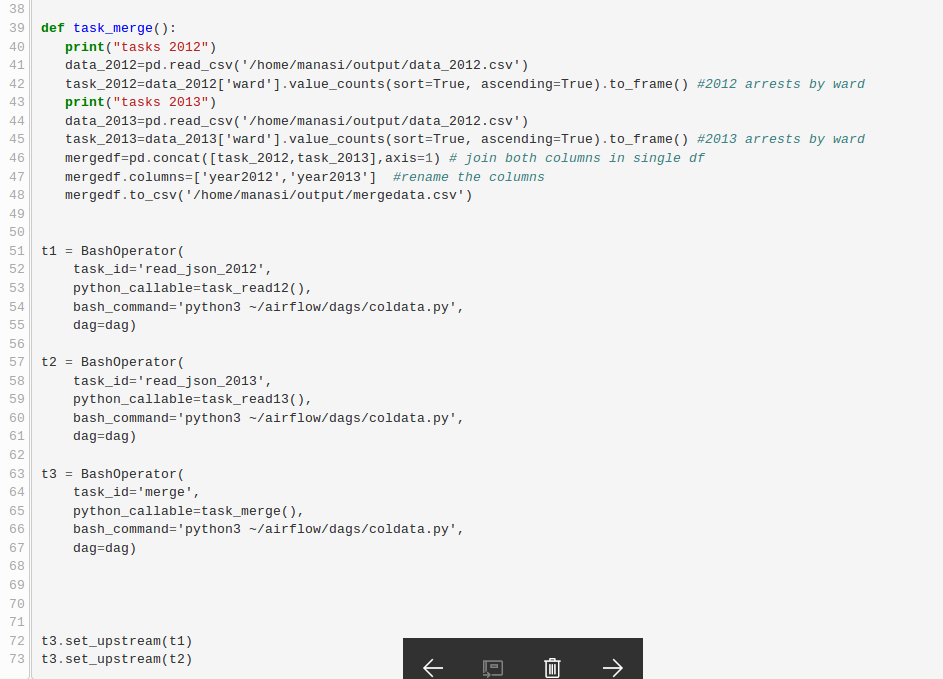 38
39 def task_merge():
40    print("tasks 2012")
41    data_2012=pd.read_csv('/home/manasi/output/data_2012.csv')
42    task_2012=data_2012['ward'].value_counts(sort=True, ascending=True).to_frame() #2012 arrests by ward
43    print("tasks 2013")
44    data_2013=pd.read_csv('/home/manasi/output/data_2012.csv')
45    task_2013=data_2013['ward'].value_counts(sort=True, ascending=True).to_frame() #2013 arrests by ward
46    mergedf=pd.concat([task_2012,task_2013],axis=1) # join both columns in single df
47    mergedf.columns=['year2012','year2013']  #rename the columns
48    mergedf.to_csv('/home/manasi/output/mergedata.csv')
49
50
51 t1 = BashOperator(
52     task_id='read_json_2012',
53     python_callable=task_read12(),
54     bash_command='python3 ~/airflow/dags/coldata.py',
55     dag=dag)
56
57 t2 = BashOperator(
58     task_id='read_json_2013',
59     python_callable=task_read13(),
60     bash_command='python3 ~/airflow/dags/coldata.py',
61     dag=dag)
62
63 t3 = BashOperator(
64     task_id='merge',
65     python_callable=task_merge(),
66     bash_command='python3 ~/airflow/dags/coldata.py',
67     dag=dag)
68
69
70
71
72 t3.set_upstream(t1)
73 t3.set_upstream(t2)